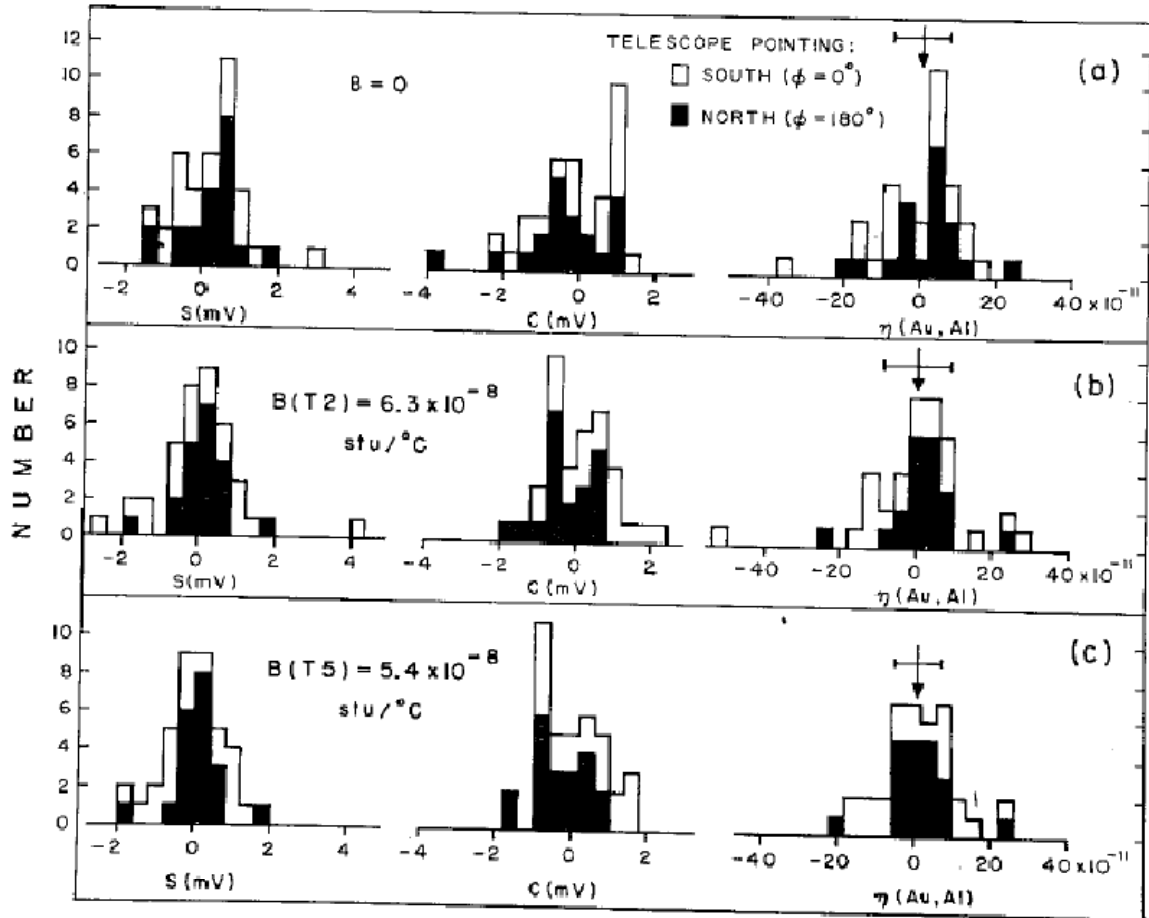 TELESCOPE POINTING:
SOUTH (ϕ=0°)
NORTH (ϕ=180°)
B = 0
(a)
12
10
8
6
4
2
0
-2 0 2 4
S(mV)
-4 -2 0 2
C(mV)
-40 -20 0 20 40 x 10⁻¹¹
η(Au, Al)
NUMBER
B(T2) = 6.3 x 10⁻⁸
stu/°C
(b)
10
8
6
4
2
0
-2 0 2 4
S(mV)
-4 -2 0 2
C(mV)
-40 -20 0 20 40 x 10⁻¹¹
η(Au, Al)
B(T5) = 5.4 x 10⁻⁸
stu/°C
(c)
10
8
6
4
2
0
-2 0 2 4
S(mV)
-4 -2 0 2
C(mV)
-40 -20 0 20 40 x 10⁻¹¹
η(Au, Al)